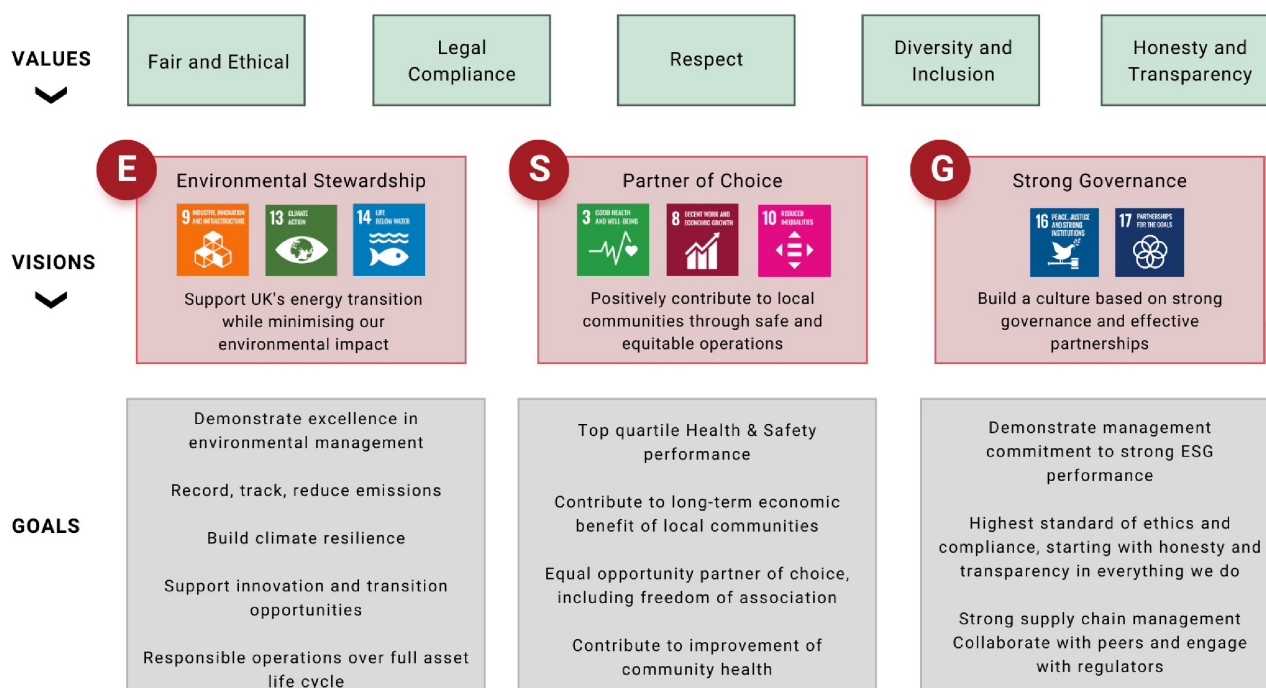 VALUES
Fair and Ethical
Legal
Compliance
Respect
Diversity and
Inclusion
Honesty and
Transparency
VISIONS
E
Environmental Stewardship
9 INDUSTRY, INNOVATION
AND INFRASTRUCTURE
13 CLIMATE
ACTION
14 LIFE
BELOW WATER
Support UK's energy transition
while minimising our
environmental impact
S
Partner of Choice
3 GOOD HEALTH
AND WELL-BEING
8 DECENT WORK AND
ECONOMIC GROWTH
10 REDUCED
INEQUALITIES
Positively contribute to local
communities through safe and
equitable operations
G
Strong Governance
16 PEACE, JUSTICE
AND STRONG
INSTITUTIONS
17 PARTNERSHIPS
FOR THE GOALS
Build a culture based on strong
governance and effective
partnerships
GOALS
Demonstrate excellence in
environmental management
Record, track, reduce emissions
Build climate resilience
Support innovation and transition
opportunities
Responsible operations over full asset
life cycle
Top quartile Health & Safety
performance
Contribute to long-term economic
benefit of local communities
Equal opportunity partner of choice,
including freedom of association
Contribute to improvement of
community health
Demonstrate management
commitment to strong ESG
performance
Highest standard of ethics and
compliance, starting with honesty and
transparency in everything we do
Strong supply chain management
Collaborate with peers and engage
with regulators